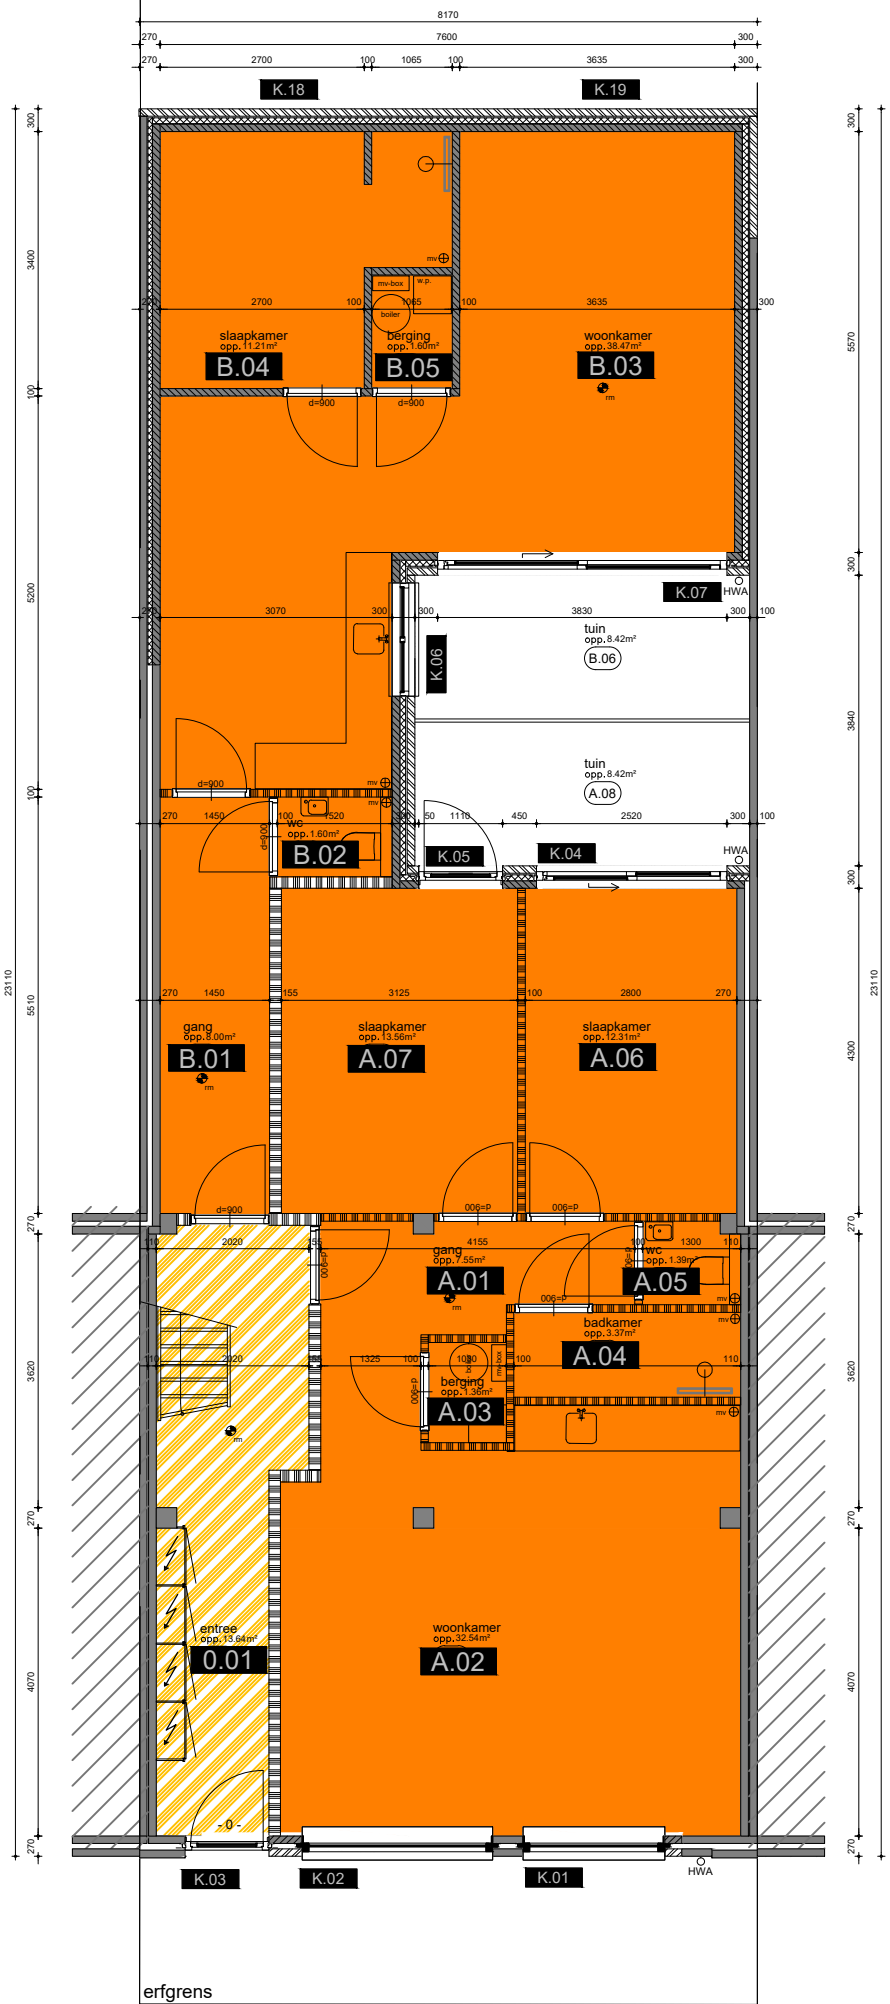 8170
270 7600 300
270 2700 100 1065 100 3635 300
K.18 K.19
300 300
3400
mv
mv-box w.p.
270 2700 100 1065 100 3635 300
boiler
slaapkamer
opp. 11.21m²
B.04
berging
opp. 1.60m²
B.05
woonkamer
opp. 38.47m²
B.03
rm
5570
100
d=900 d=900
300
K.07
HWA
5200
270 3070 300 300 3830 300 100
tuin
opp. 8.42m²
B.06
K.06
3840
tuin
opp. 8.42m²
A.08
d=900
mv
100
mv
270 1450 100 1520 300 50 1110 450 2520 300 100
d=900
wc
opp. 1.60m²
B.02
K.05 K.04
HWA
300
23110 23110
5510
270 1450 155 3125 100 2800 270
gang
opp. 8.00m²
B.01
rm
slaapkamer
opp. 13.56m²
A.07
slaapkamer
opp. 12.31m²
A.06
4300
d=900 d=900 d=900
270 270
110 2020 155 4155 100 1300 110
d=900
gang
opp. 7.55m²
A.01
rm
d=900
wc
opp. 1.39m²
A.05
mv
d=900
badkamer
opp. 3.37m²
A.04
mv
3620 3620
110 2020 155 1325 100 1090 100 110
boiler mv-box
d=900
berging
opp. 1.36m²
A.03
mv
rm
270 270
entree
opp. 13.64m²
0.01
woonkamer
opp. 32.54m²
A.02
4070 4070
- 0 -
270 270
K.03 K.02 K.01
HWA
erfgrens